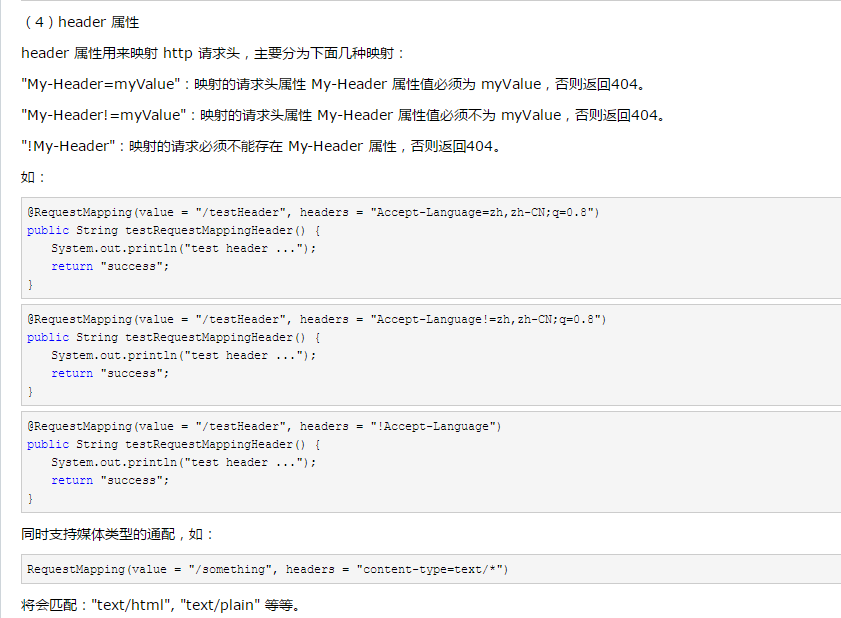 （4）header 属性
header 属性用来映射 http 请求头，主要分为下面几种映射：
"My-Header=myValue"：映射的请求头属性 My-Header 属性值必须为 myValue，否则返回404。
"My-Header!=myValue"：映射的请求头属性 My-Header 属性值必须不为 myValue，否则返回404。
"!My-Header"：映射的请求必须不能存在 My-Header 属性，否则返回404。
如：
@RequestMapping(value = "/testHeader", headers = "Accept-Language=zh,zh-CN;q=0.8")
public String testRequestMappingHeader() {
    System.out.println("test header ...");
    return "success";
}
@RequestMapping(value = "/testHeader", headers = "Accept-Language!=zh,zh-CN;q=0.8")
public String testRequestMappingHeader() {
    System.out.println("test header ...");
    return "success";
}
@RequestMapping(value = "/testHeader", headers = "!Accept-Language")
public String testRequestMappingHeader() {
    System.out.println("test header ...");
    return "success";
}
同时支持媒体类型的通配，如：
RequestMapping(value = "/something", headers = "content-type=text/*")
将会匹配："text/html", "text/plain" 等等。